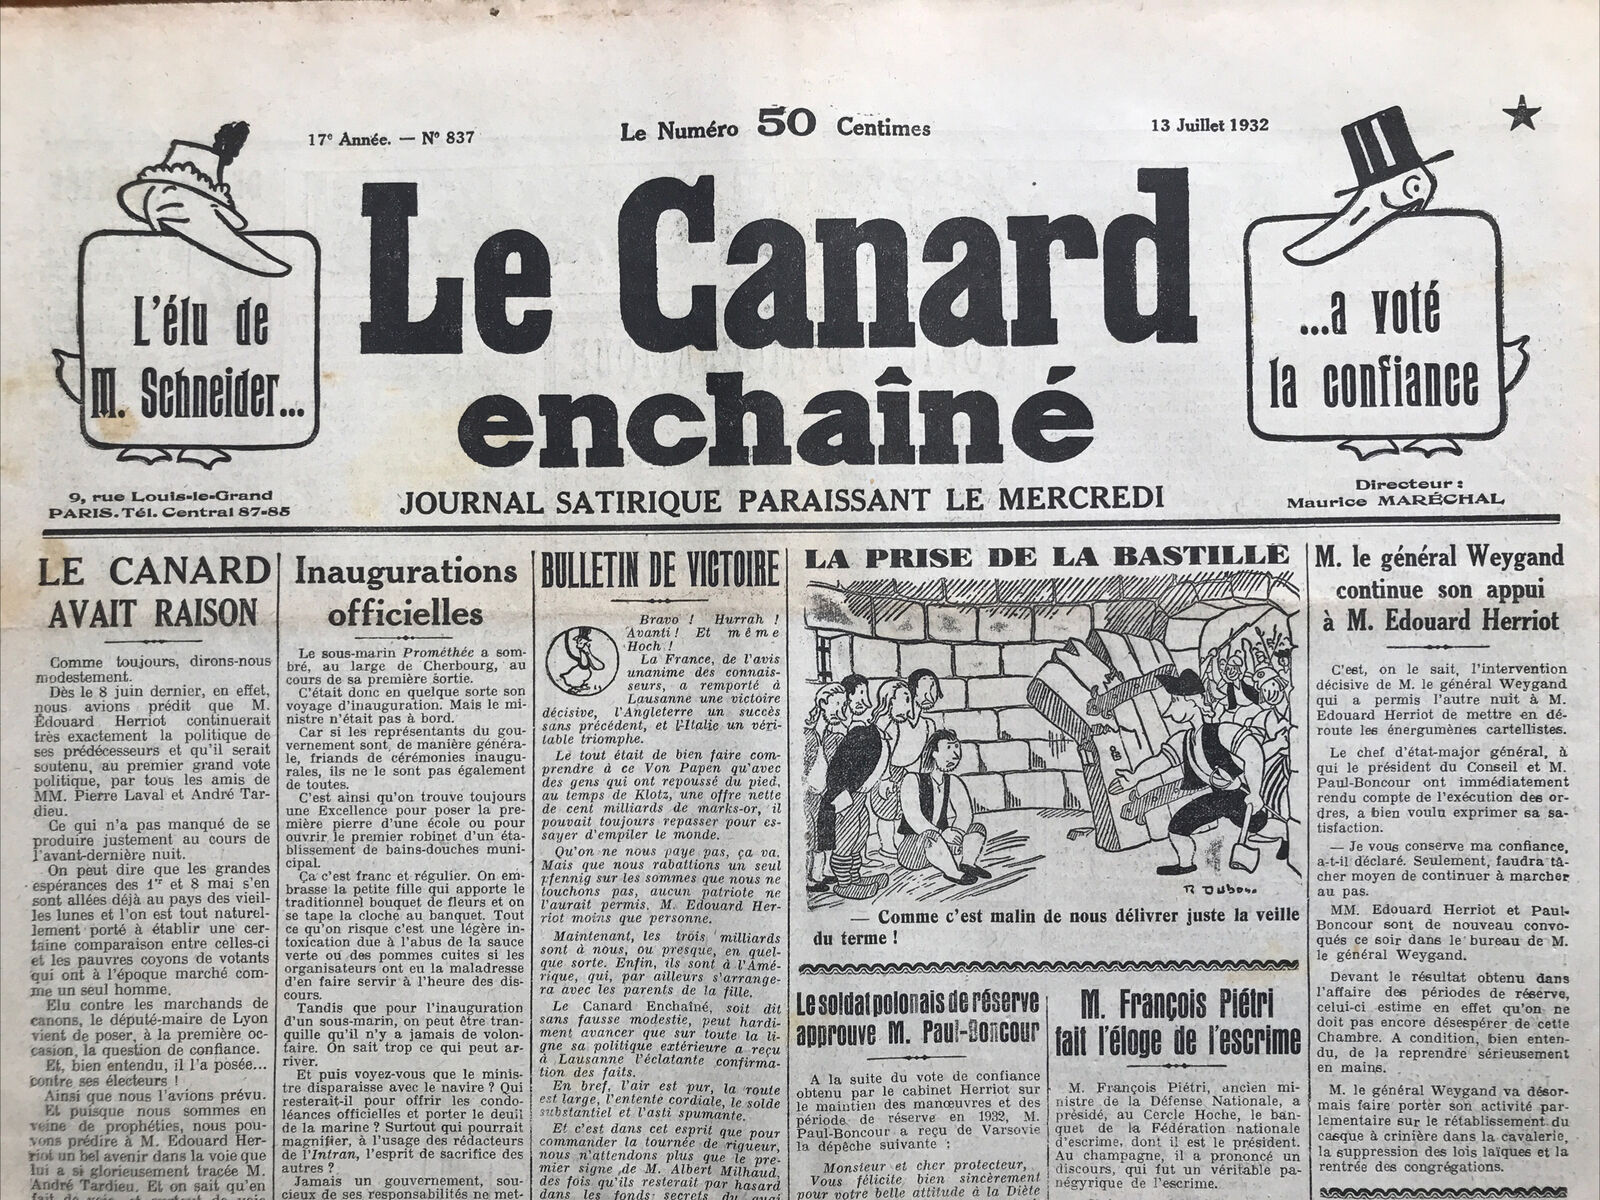 17e Année. — No 837
Le Numéro 50 Centimes
13 Juillet 1932
L'élu de
M. Schneider...
Le Canard
enchaîné
...a voté
la confiance
9, rue Louis-le-Grand
PARIS. Tél. Central 87-85
JOURNAL SATIRIQUE PARAISSANT LE MERCREDI
Directeur :
Maurice MARÉCHAL
LE CANARD
AVAIT RAISON
Comme toujours, dirons-nous
modestement.
Dès le 8 juin dernier, en effet,
nous avions prédit que M.
Édouard Herriot continuerait
très exactement la politique de
ses prédécesseurs et qu'il serait
soutenu, au premier grand vote
politique, par tous les amis de
MM. Pierre Laval et André Tar-
dieu.
Ce qui n'a pas manqué de se
produire justement au cours de
l'avant-dernière nuit.
On peut dire que les grandes
espérances des 1er et 8 mai s'en
sont allées déjà au pays des vieil-
les lunes et l'on est tout naturel-
lement porté à établir une cer-
taine comparaison entre celles-ci
et les pauvres coyons de votants
qui ont à l'époque marché com-
me un seul homme.
Elu contre les marchands de
canons, le député-maire de Lyon
vient de poser, à la première oc-
casion, la question de confiance.
Et, bien entendu, il l'a posée...
contre ses électeurs !
Ainsi que nous l'avions prévu.
Et puisque nous sommes en
veine de prophéties, nous pou-
vons prédire à M. Edouard Her-
riot un bel avenir dans la voie que
lui a si glorieusement tracée M.
André Tardieu. Et on sait qu'en
Inaugurations
officielles
Le sous-marin Prométhée a som-
bré, au large de Cherbourg, au
cours de sa première sortie.
C'était donc en quelque sorte son
voyage d'inauguration. Mais le mi-
nistre n'était pas à bord.
Car si les représentants du gou-
vernement sont, de manière généra-
le, friands de cérémonies inaugu-
rales, ils ne le sont pas également
de toutes.
C'est ainsi qu'on trouve toujours
une Excellence pour poser la pre-
mière pierre d'une école ou pour
ouvrir le premier robinet d'un éta-
blissement de bains-douches muni-
cipal.
Ça c'est franc et régulier. On em-
brasse la petite fille qui apporte le
traditionnel bouquet de fleurs et on
se tape la cloche au banquet. Tout
ce qu'on risque c'est une légère in-
toxication due à l'abus de la sauce
verte ou des pommes cuites si les
organisateurs ont eu la maladresse
d'en faire servir à l'heure des dis-
cours.
Tandis que pour l'inauguration
d'un sous-marin, on peut être tran-
quille qu'il n'y a jamais de volon-
taire. On sait trop ce qui peut ar-
river.
Et puis voyez-vous que le minis-
tre disparaisse avec le navire ? Qui
resterait-il pour offrir les condo-
léances officielles et porter le deuil
de la marine ? Surtout qui pourrait
magnifier, à l'usage des rédacteurs
de l'Intran, l'esprit de sacrifice des
autres ?
Jamais un gouvernement, sou-
cieux de ses responsabilités ne met-
BULLETIN DE VICTOIRE
Bravo ! Hurrah !
Avanti ! Et même
Hoch !
La France, de l'avis
unanime des connais-
seurs, a remporté à
Lausanne une victoire
décisive, l'Angleterre un succès
sans précédent, et l'Italie un véri-
table triomphe.
Le tout était de bien faire com-
prendre à ce Von Papen qu'avec
des gens qui ont repoussé du pied,
au temps de Klotz, une offre nette
de cent milliards de marks-or, il
pouvait toujours repasser pour es-
sayer d'empiler le monde.
Qu'on ne nous paye pas, ça va.
Mais que nous rabattions un seul
pfennig sur les sommes que nous ne
touchons pas, aucun patriote ne
l'aurait permis, M. Edouard Her-
riot moins que personne.
Maintenant, les trois milliards
sont à nous, ou presque, en quel-
que sorte. Enfin, ils sont à l'Amé-
rique, qui, par ailleurs s'arrange-
ra avec les parents de la fille.
Le Canard Enchaîné, soit dit
sans fausse modestie, peut hardi-
ment avancer que sur toute la li-
gne sa politique extérieure a reçu
à Lausanne l'éclatante confirma-
tion des faits.
En bref, l'air est pur, la route
est large, l'entente cordiale, le solde
substantiel et l'asti spumante.
Et c'est dans cet esprit que pour
commander la tournée de rigueur,
nous n'attendons plus que le pre-
mier signe de M. Albert Milhaud,
des fois qu'ils resterait par hasard
dans les fonds secrets du quai
LA PRISE DE LA BASTILLE
— Comme c'est malin de nous délivrer juste la veille
du terme !
Le soldat polonais de réserve
approuve M. Paul-Boncour
A la suite du vote de confiance
obtenu par le cabinet Herriot sur
le maintien des manœuvres et des
période de réserve en 1932, M.
Paul-Boncour a reçu de Varsovie
la dépêche suivante :
Monsieur et cher protecteur,
Vous félicite bien sincèrement
pour votre belle attitude à la Diète
M. François Piétri
fait l'éloge de l'escrime
M. François Piétri, ancien mi-
nistre de la Défense Nationale, a
présidé, au Cercle Hoche, le ban-
quet de la Fédération nationale
d'escrime, dont il est le président.
Au champagne, il a prononcé un
discours, qui fut un véritable pa-
négyrique de l'escrime.
M. le général Weygand
continue son appui
à M. Edouard Herriot
C'est, on le sait, l'intervention
décisive de M. le général Weygand
qui a permis l'autre nuit à M.
Edouard Herriot de mettre en dé-
route les énergumènes cartellistes.
Le chef d'état-major général, à
qui le président du Conseil et M.
Paul-Boncour ont immédiatement
rendu compte de l'exécution des or-
dres, a bien voulu exprimer sa sa-
tisfaction.
— Je vous conserve ma confiance,
a-t-il déclaré. Seulement, faudra tâ-
cher moyen de continuer à marcher
au pas.
MM. Edouard Herriot et Paul-
Boncour sont de nouveau convo-
qués ce soir dans le bureau de M.
le général Weygand.
Devant le résultat obtenu dans
l'affaire des périodes de réserve,
celui-ci estime en effet qu'on ne
doit pas encore désespérer de cette
Chambre. A condition, bien enten-
du, de la reprendre sérieusement
en mains.
M. le général Weygand va désor-
mais faire porter son activité par-
lementaire sur le rétablissement du
casque à crinière dans la cavalerie,
la suppression des lois laïques et la
rentrée des congrégations.